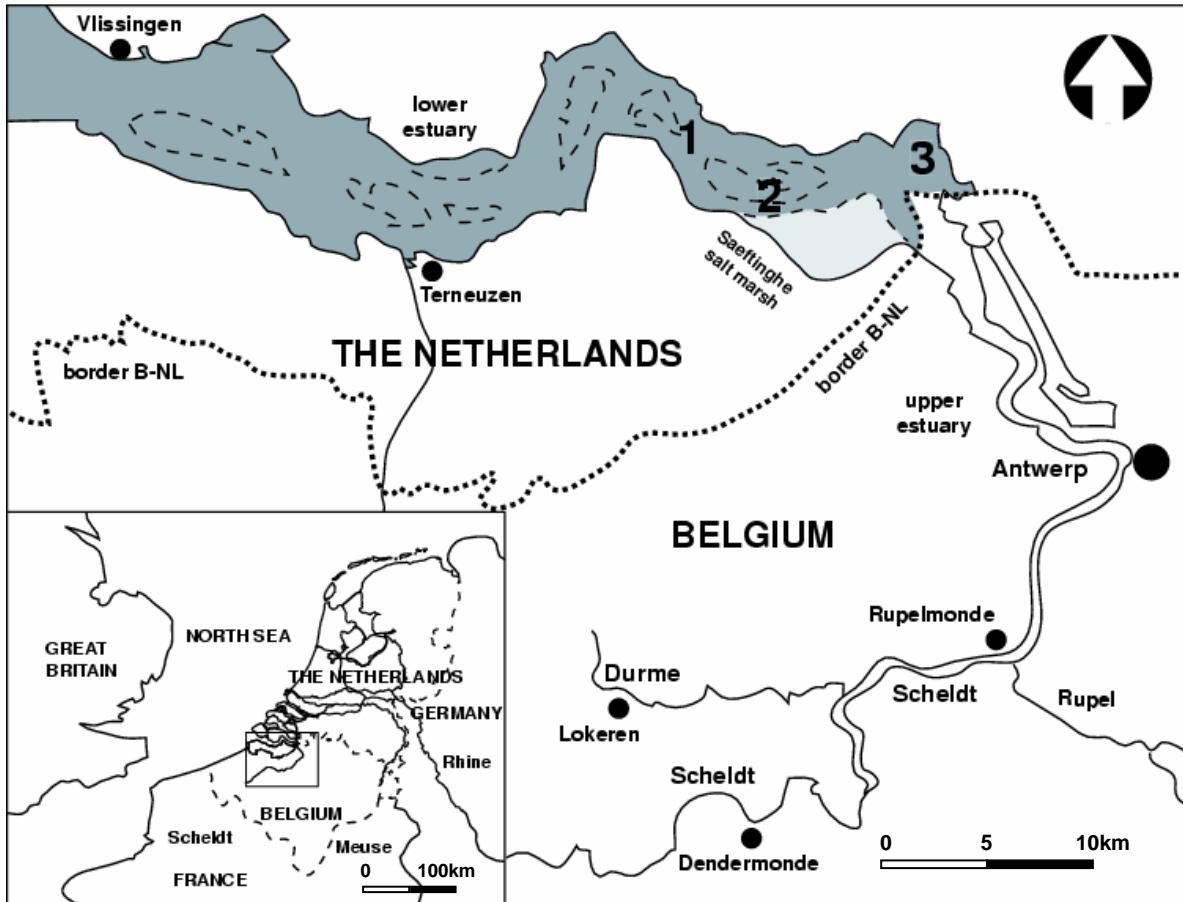 Vlissingen
lower
estuary
1
2
3
Saeftinghe
salt marsh
Terneuzen
THE NETHERLANDS
border B-NL
border B-NL
upper
estuary
Antwerp
BELGIUM
Rupelmonde
Durme
Scheldt
Rupel
Lokeren
Scheldt
Dendermonde
0 5 10km
GREAT
BRITAIN
NORTH SEA
THE NETHERLANDS
GERMANY
Rhine
BELGIUM
Scheldt
Meuse
FRANCE
0 100km